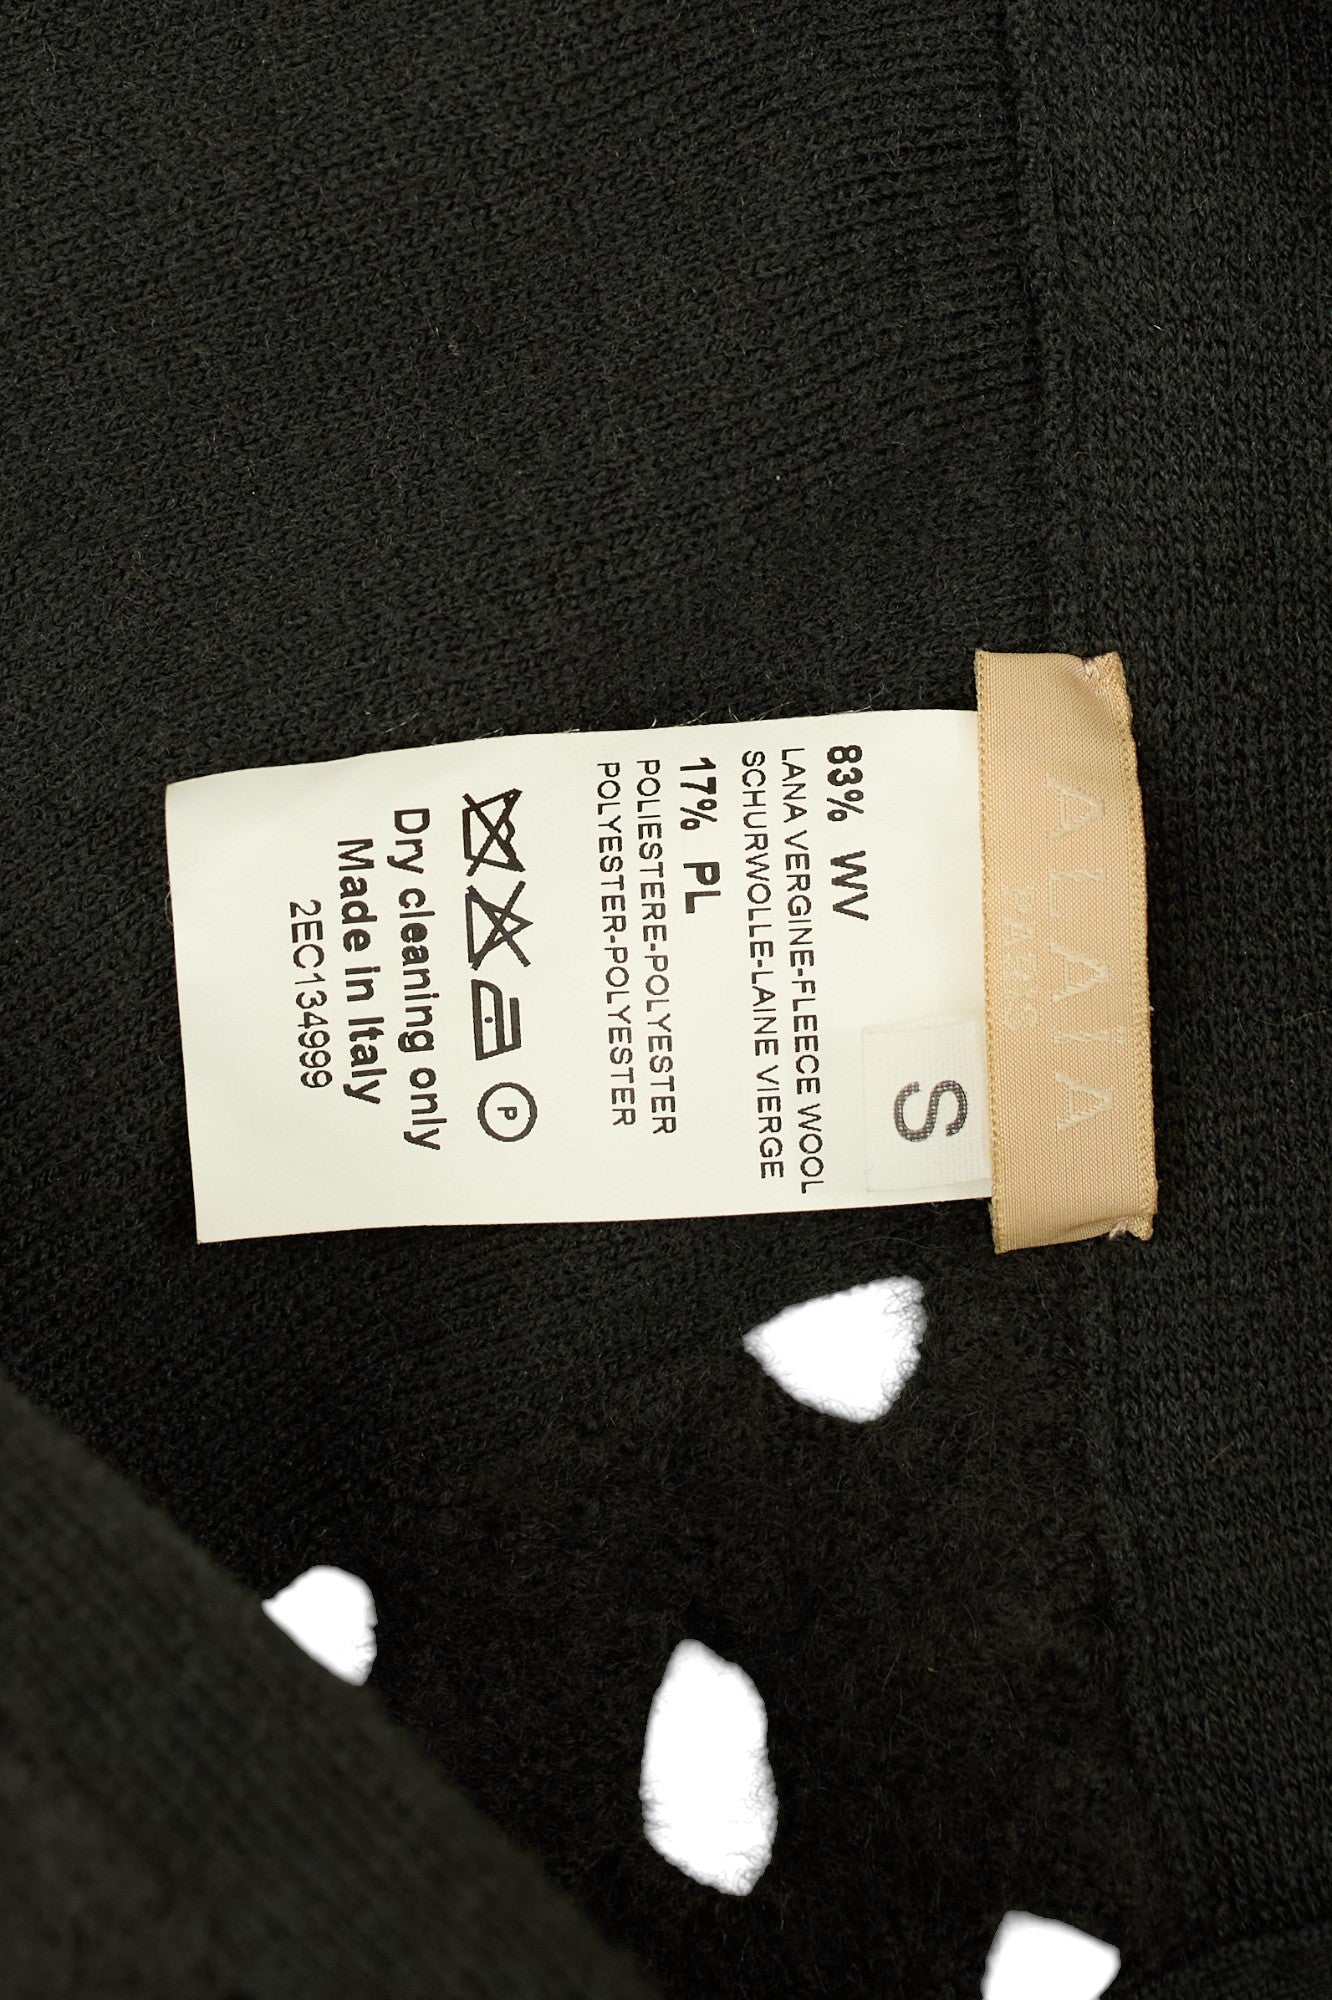 ALAÏA
PARIS
S
83% WV
LANA VERGINE-FLEECE WOOL
SCHURWOLLE-LAINE VIERGE
17% PL
POLIESTERE-POLYESTER
POLYESTER-POLYESTER
P
Dry cleaning only
Made in Italy
2EC134999